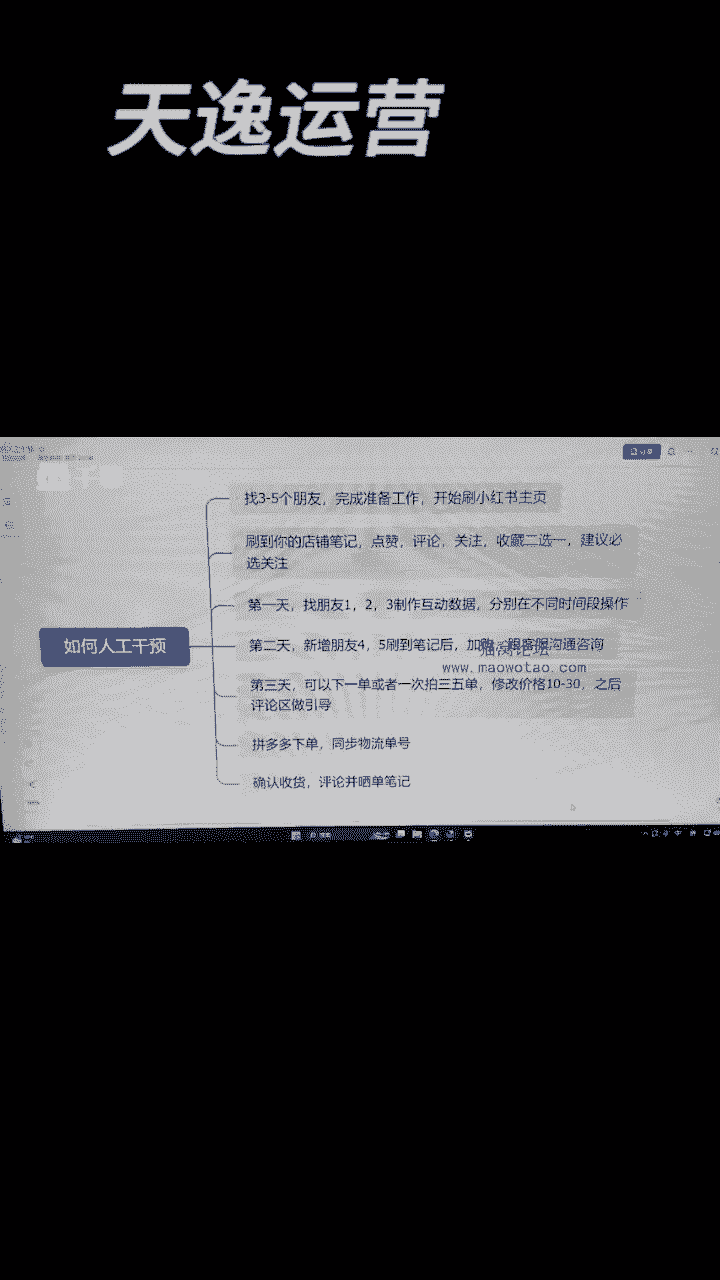 天逸运营
找3-5个朋友，完成准备工作，开始刷小红书主页
刷到你的店铺笔记，点赞，评论，关注，收藏二选一，建议必
选关注
第一天，找朋友1，2，3制作互动数据，分别在不同时间段操作
如何人工干预
第二天，新增朋友4，5刷到笔记后，加购，跟客服沟通咨询
猫窝论坛
www.maowotao.com
第三天，可以下一单或者一次拍三五单，修改价格10-30，之后
评论区做引导
拼多多下单，同步物流单号
确认收货，评论并晒单笔记